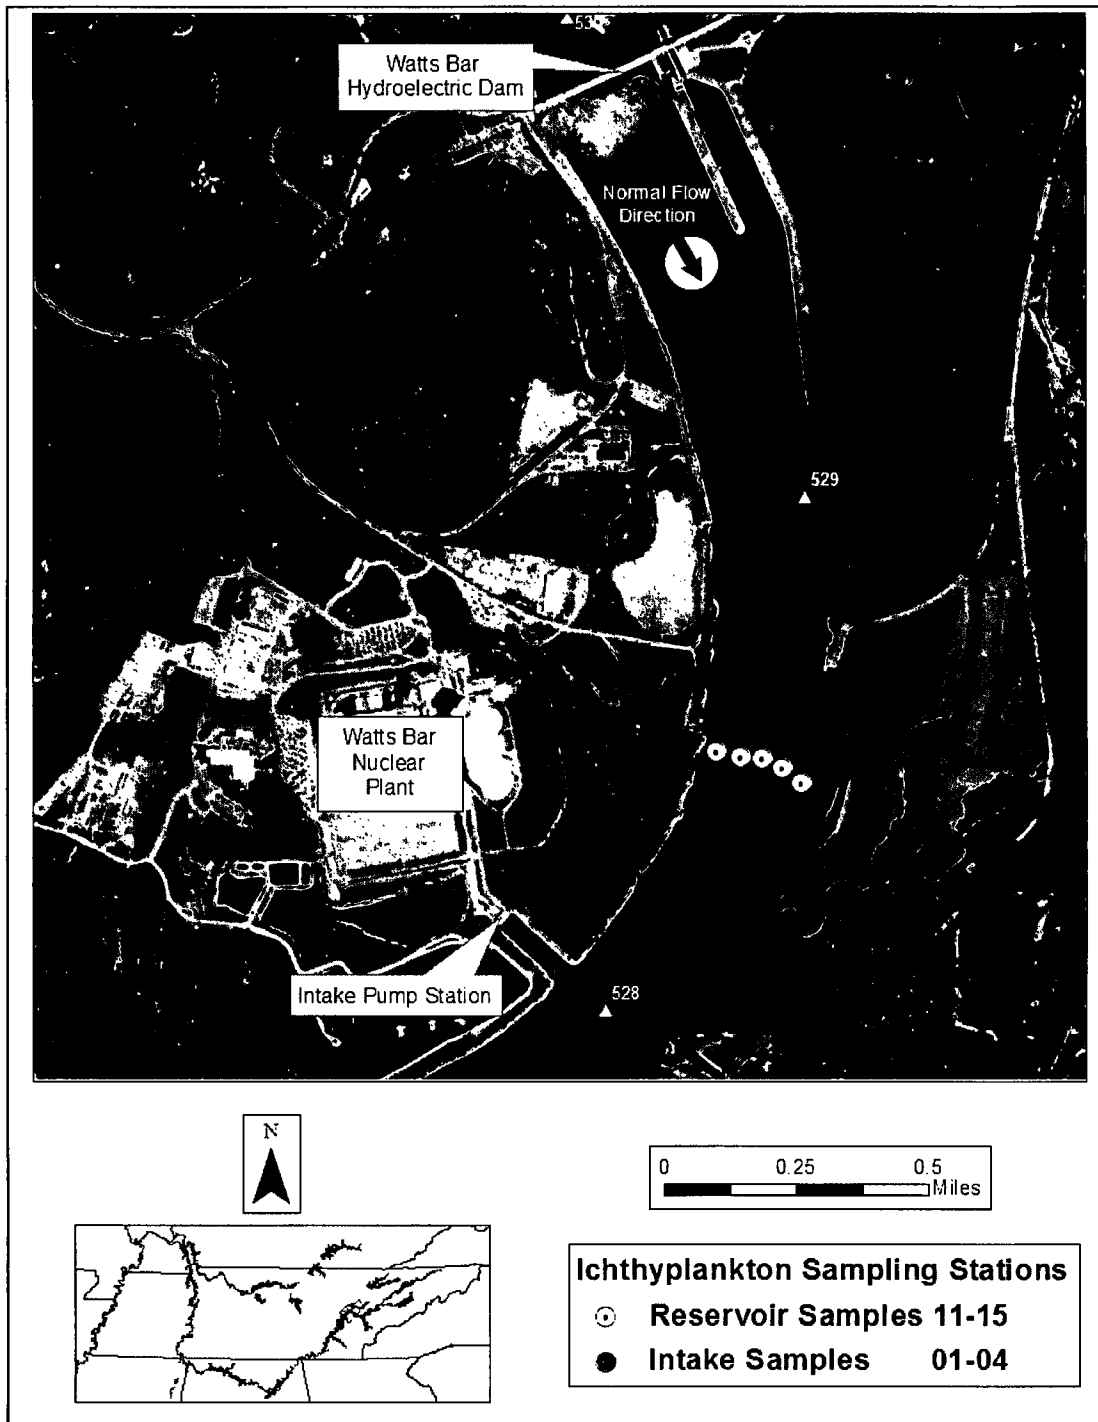 530
Watts Bar
Hydroelectric Dam
Normal Flow
Direction
529
Watts Bar
Nuclear
Plant
Intake Pump Station
528
N
0 0.25 0.5
Miles
Ichthyplankton Sampling Stations
Reservoir Samples 11-15
Intake Samples 01-04